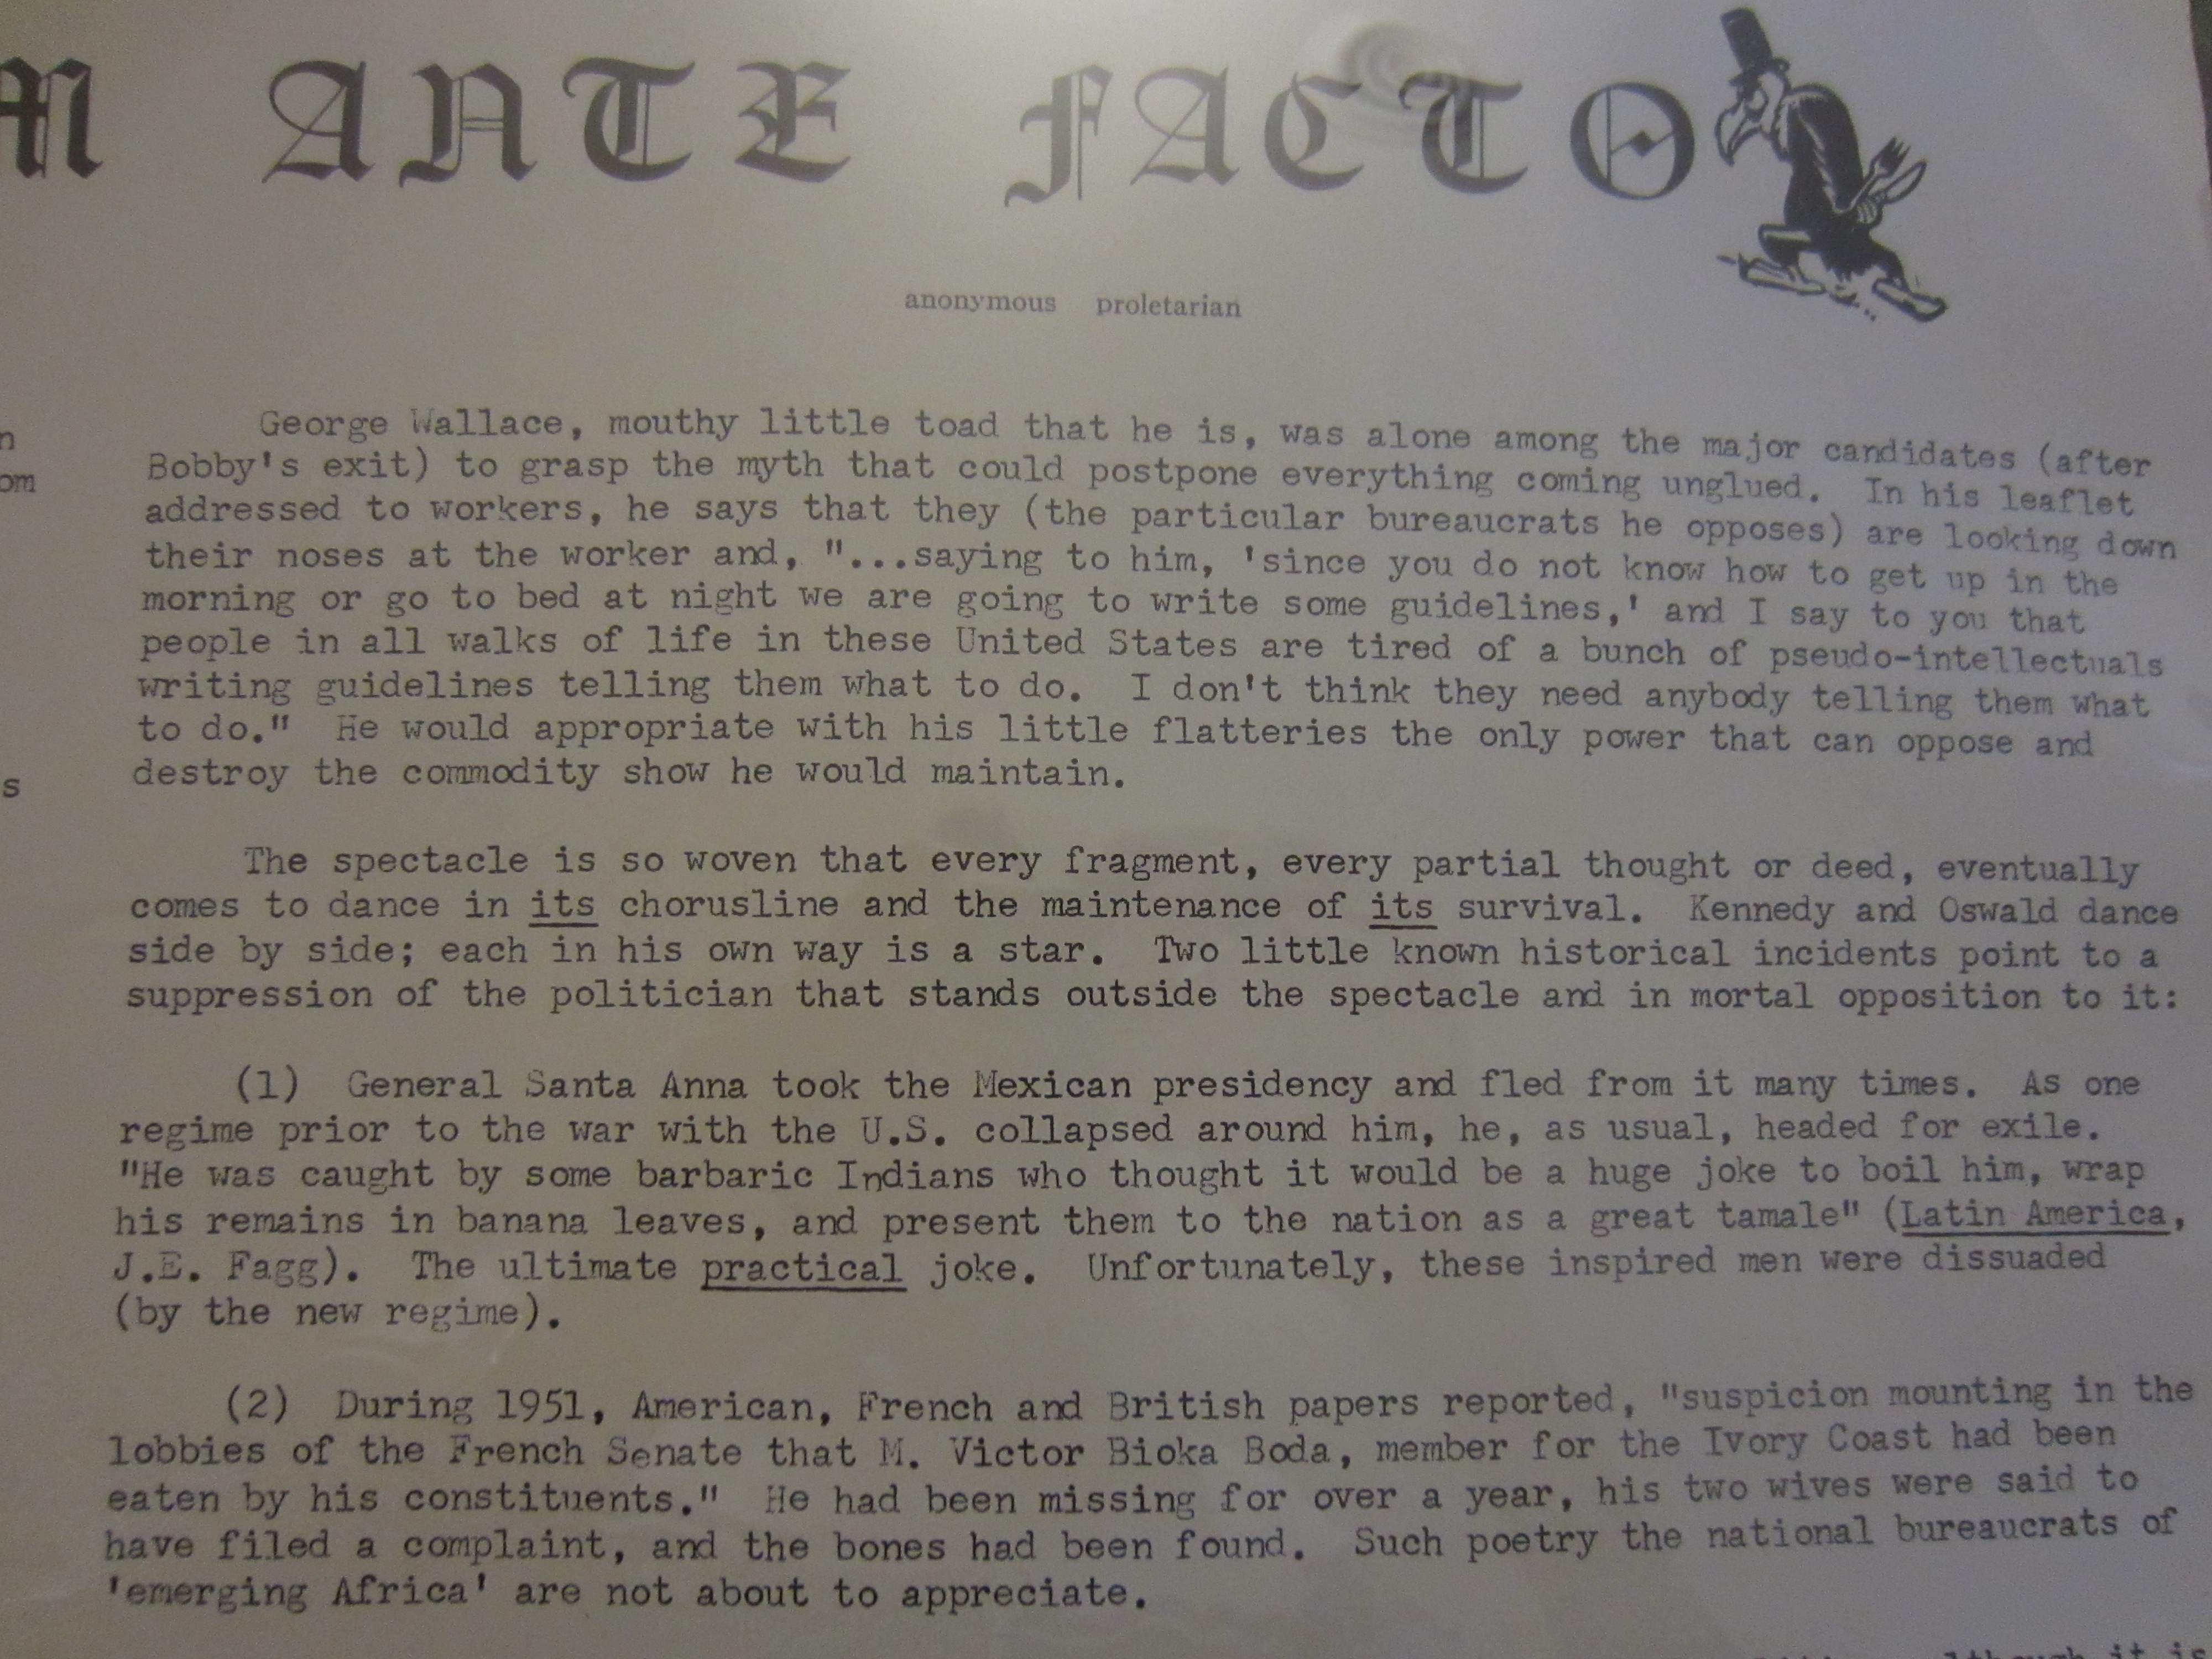 M ANTE FACTO
anonymous proletarian
n
om
s
George Wallace, mouthy little toad that he is, was alone among the major candidates (after
Bobby's exit) to grasp the myth that could postpone everything coming unglued. In his leaflet
addressed to workers, he says that they (the particular bureaucrats he opposes) are looking down
their noses at the worker and, "...saying to him, 'since you do not know how to get up in the
morning or go to bed at night we are going to write some guidelines,' and I say to you that
people in all walks of life in these United States are tired of a bunch of pseudo-intellectuals
writing guidelines telling them what to do. I don't think they need anybody telling them what
to do." He would appropriate with his little flatteries the only power that can oppose and
destroy the commodity show he would maintain.
The spectacle is so woven that every fragment, every partial thought or deed, eventually
comes to dance in its chorusline and the maintenance of its survival. Kennedy and Oswald dance
side by side; each in his own way is a star. Two little known historical incidents point to a
suppression of the politician that stands outside the spectacle and in mortal opposition to it:
(1) General Santa Anna took the Mexican presidency and fled from it many times. As one
regime prior to the war with the U.S. collapsed around him, he, as usual, headed for exile.
"He was caught by some barbaric Indians who thought it would be a huge joke to boil him, wrap
his remains in banana leaves, and present them to the nation as a great tamale" (Latin America,
J.E. Fagg). The ultimate practical joke. Unfortunately, these inspired men were dissuaded
(by the new regime).
(2) During 1951, American, French and British papers reported, "suspicion mounting in the
lobbies of the French Senate that M. Victor Bioka Boda, member for the Ivory Coast had been
eaten by his constituents." He had been missing for over a year, his two wives were said to
have filed a complaint, and the bones had been found. Such poetry the national bureaucrats of
'emerging Africa' are not about to appreciate.
although it is